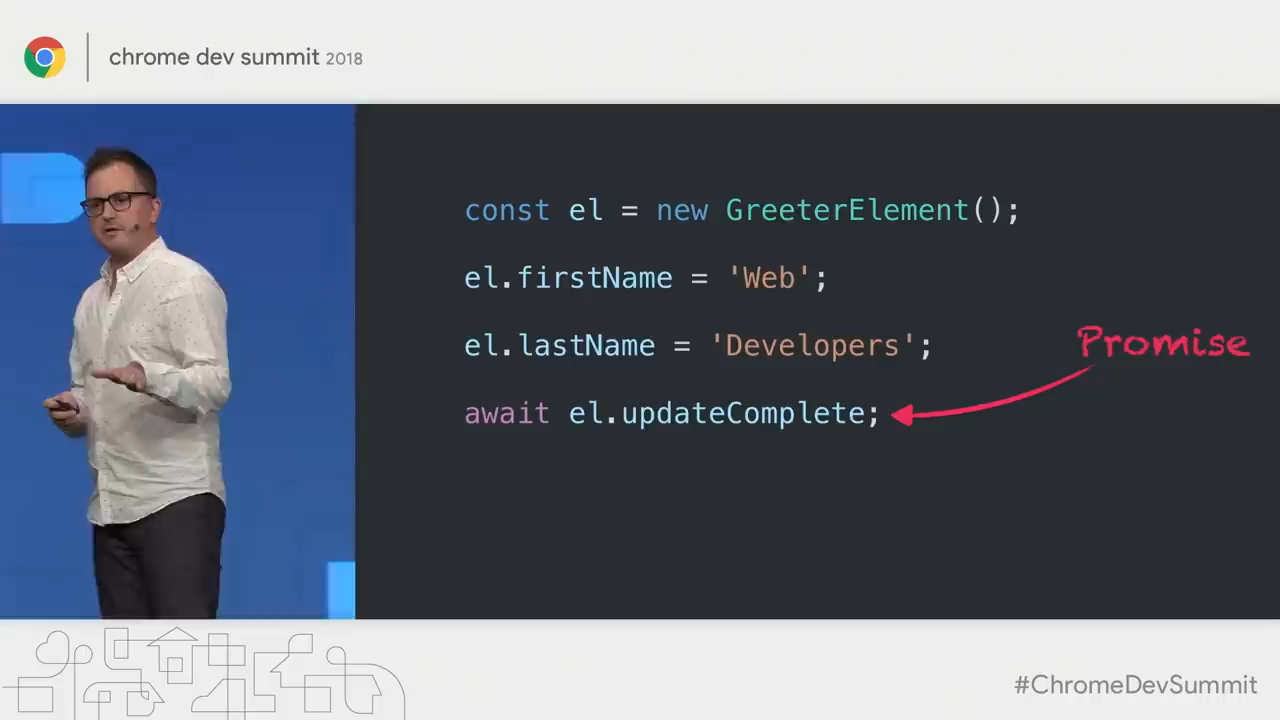 chrome dev summit 2018
const el = new GreeterElement();
el.firstName = 'Web';
el.lastName = 'Developers';
Promise
await el.updateComplete;
#ChromeDevSummit